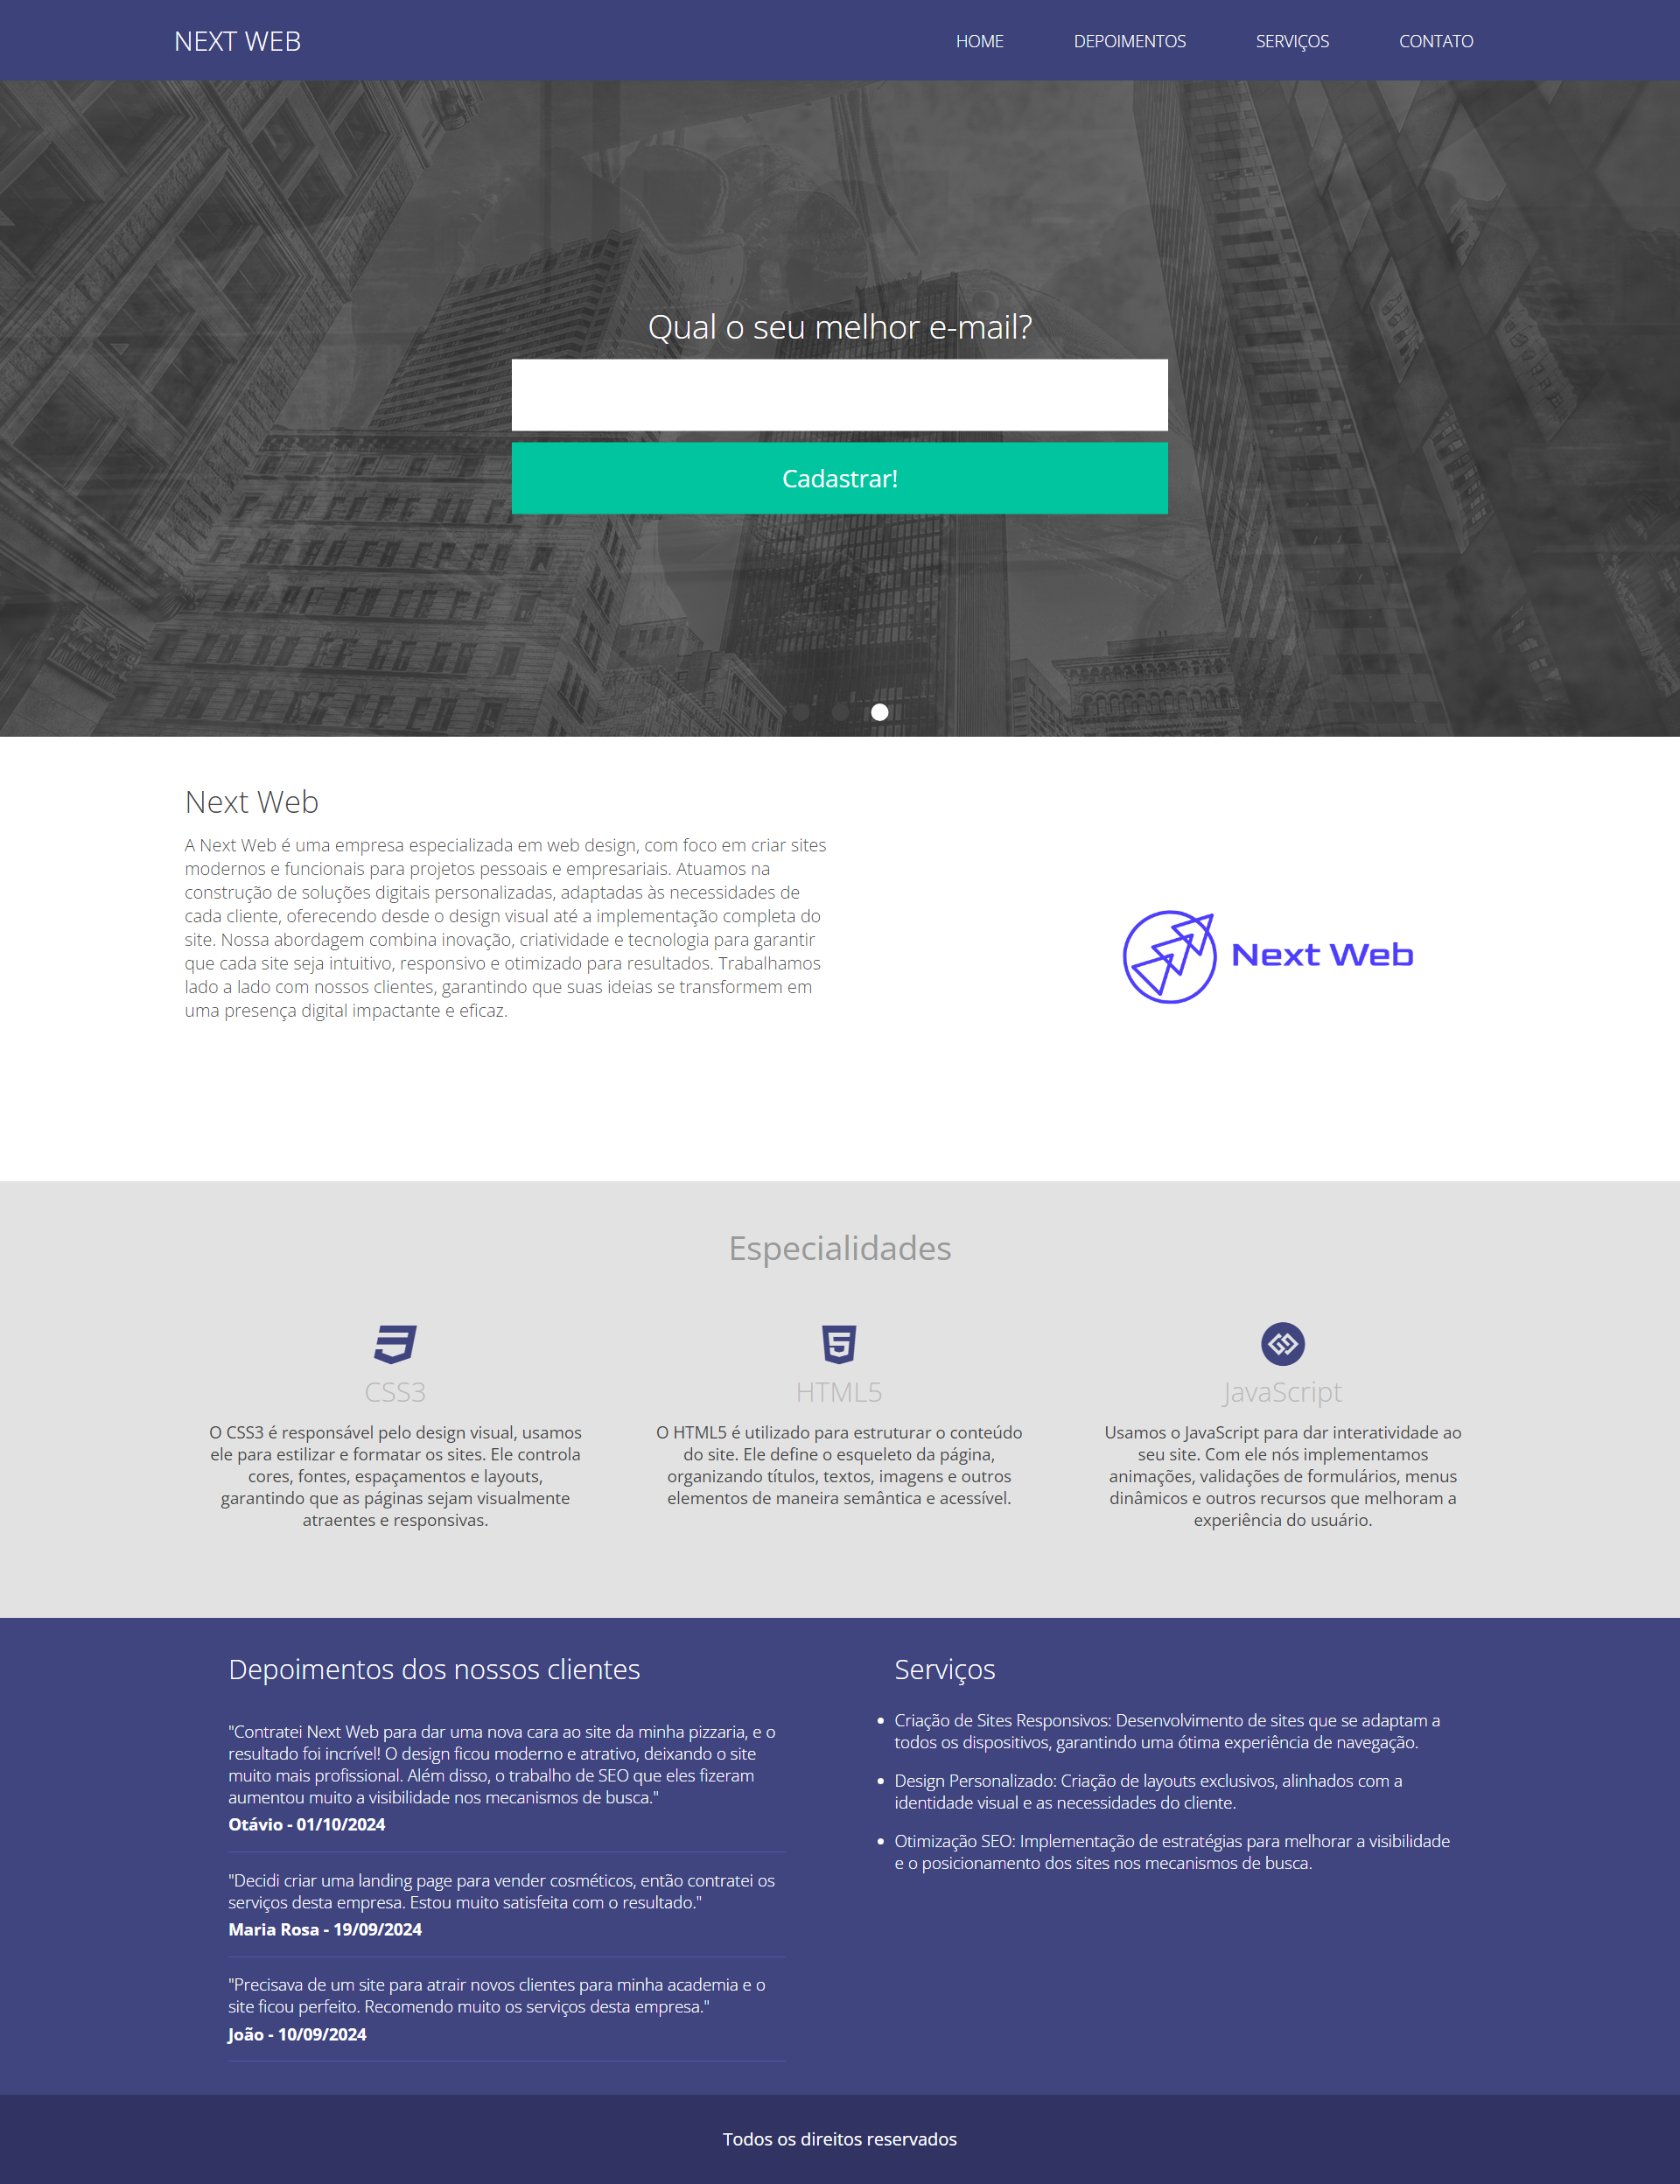 NEXT WEB
HOME DEPOIMENTOS SERVIÇOS CONTATO
Qual o seu melhor e-mail?
Cadastrar!
Next Web
A Next Web é uma empresa especializada em web design, com foco em criar sites
modernos e funcionais para projetos pessoais e empresariais. Atuamos na
construção de soluções digitais personalizadas, adaptadas às necessidades de
cada cliente, oferecendo desde o design visual até a implementação completa do
site. Nossa abordagem combina inovação, criatividade e tecnologia para garantir
que cada site seja intuitivo, responsivo e otimizado para resultados. Trabalhamos
lado a lado com nossos clientes, garantindo que suas ideias se transformem em
uma presença digital impactante e eficaz.
Next Web
Especialidades
CSS3
O CSS3 é responsável pelo design visual, usamos
ele para estilizar e formatar os sites. Ele controla
cores, fontes, espaçamentos e layouts,
garantindo que as páginas sejam visualmente
atraentes e responsivas.
HTML5
O HTML5 é utilizado para estruturar o conteúdo
do site. Ele define o esqueleto da página,
organizando títulos, textos, imagens e outros
elementos de maneira semântica e acessível.
JavaScript
Usamos o JavaScript para dar interatividade ao
seu site. Com ele nós implementamos
animações, validações de formulários, menus
dinâmicos e outros recursos que melhoram a
experiência do usuário.
Depoimentos dos nossos clientes
"Contratei Next Web para dar uma nova cara ao site da minha pizzaria, e o
resultado foi incrível! O design ficou moderno e atrativo, deixando o site
muito mais profissional. Além disso, o trabalho de SEO que eles fizeram
aumentou muito a visibilidade nos mecanismos de busca."
Otávio - 01/10/2024
"Decidi criar uma landing page para vender cosméticos, então contratei os
serviços desta empresa. Estou muito satisfeita com o resultado."
Maria Rosa - 19/09/2024
"Precisava de um site para atrair novos clientes para minha academia e o
site ficou perfeito. Recomendo muito os serviços desta empresa."
João - 10/09/2024
Serviços
• Criação de Sites Responsivos: Desenvolvimento de sites que se adaptam a
todos os dispositivos, garantindo uma ótima experiência de navegação.
• Design Personalizado: Criação de layouts exclusivos, alinhados com a
identidade visual e as necessidades do cliente.
• Otimização SEO: Implementação de estratégias para melhorar a visibilidade
e o posicionamento dos sites nos mecanismos de busca.
Todos os direitos reservados